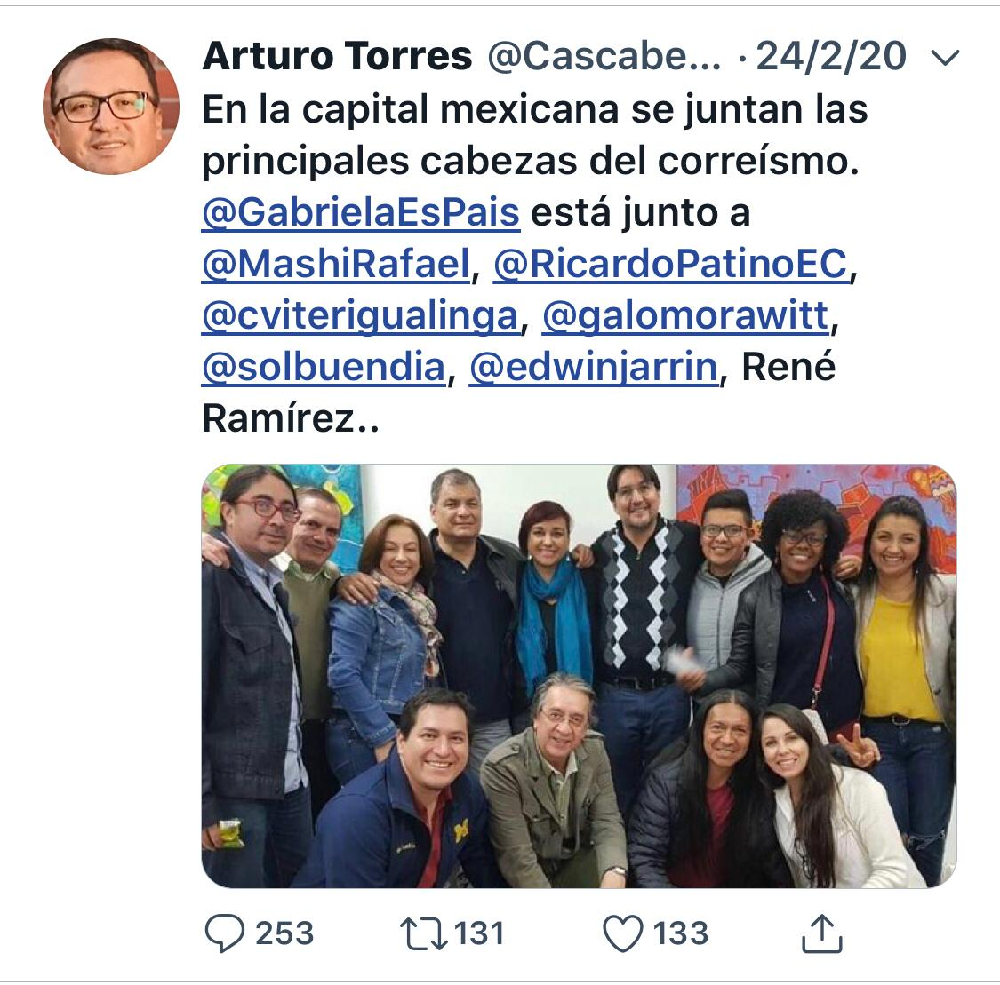 Arturo Torres @Cascabe... · 24/2/20
En la capital mexicana se juntan las
principales cabezas del correísmo.
@GabrielaEsPais está junto a
@MashiRafael, @RicardoPatinoEC,
@cviterigualinga, @galomorawitt,
@solbuendia, @edwinjarrin, René
Ramírez..
M
253 131 133